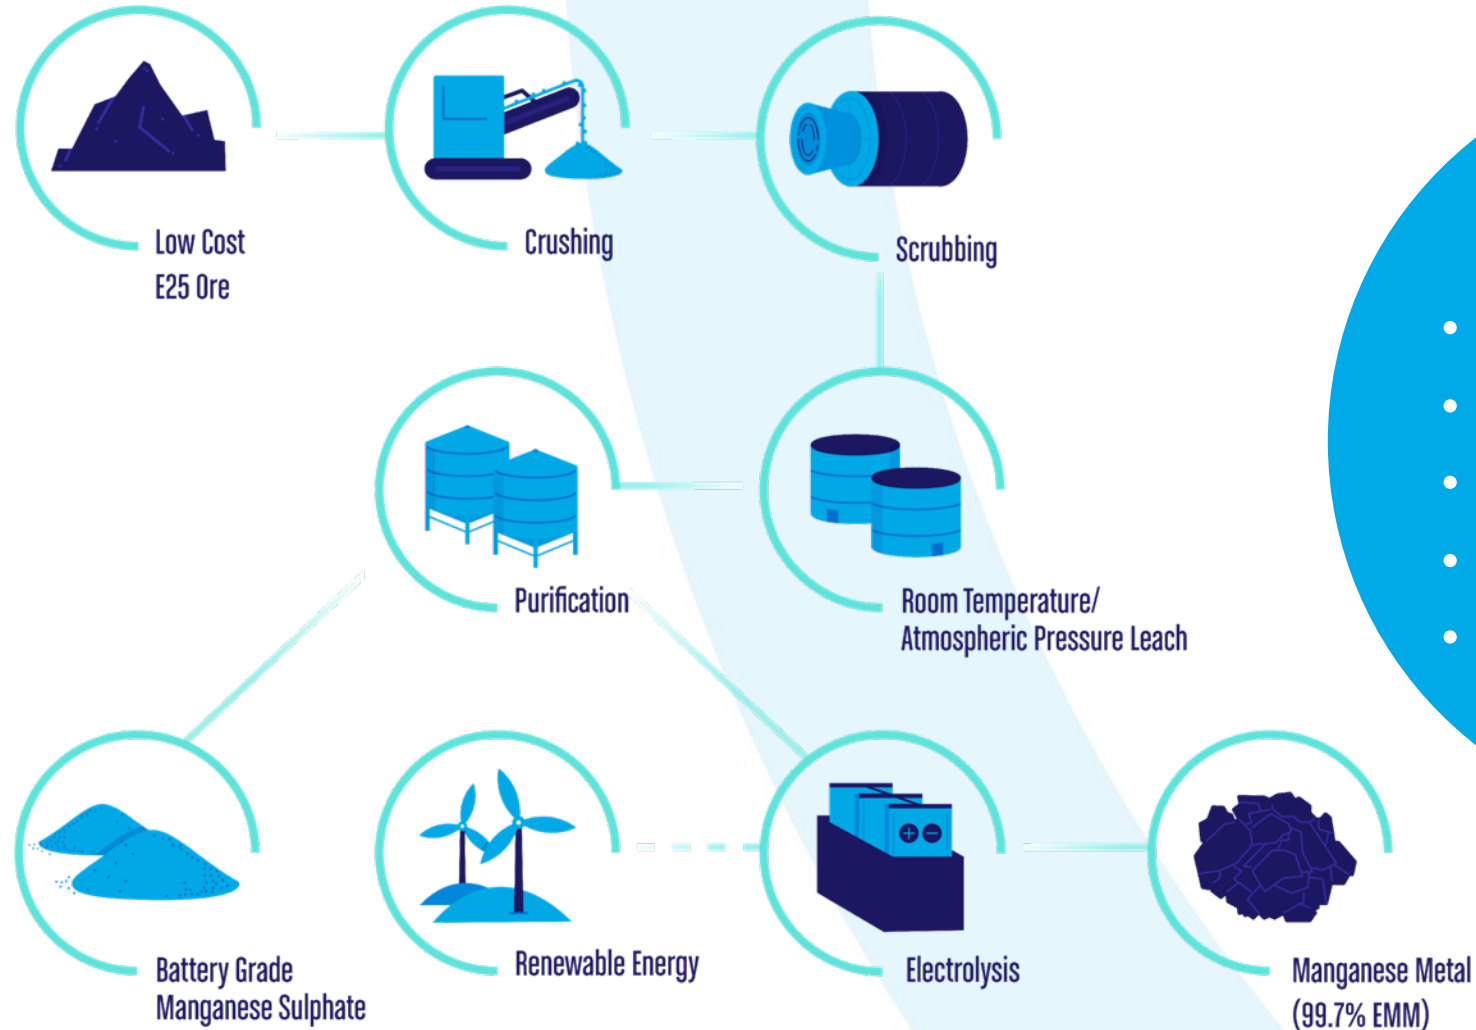 Low Cost
E25 Ore
Crushing
Scrubbing
Purification
Room Temperature/
Atmospheric Pressure Leach
Battery Grade
Manganese Sulphate
Renewable Energy
Electrolysis
Manganese Metal
(99.7% EMM)